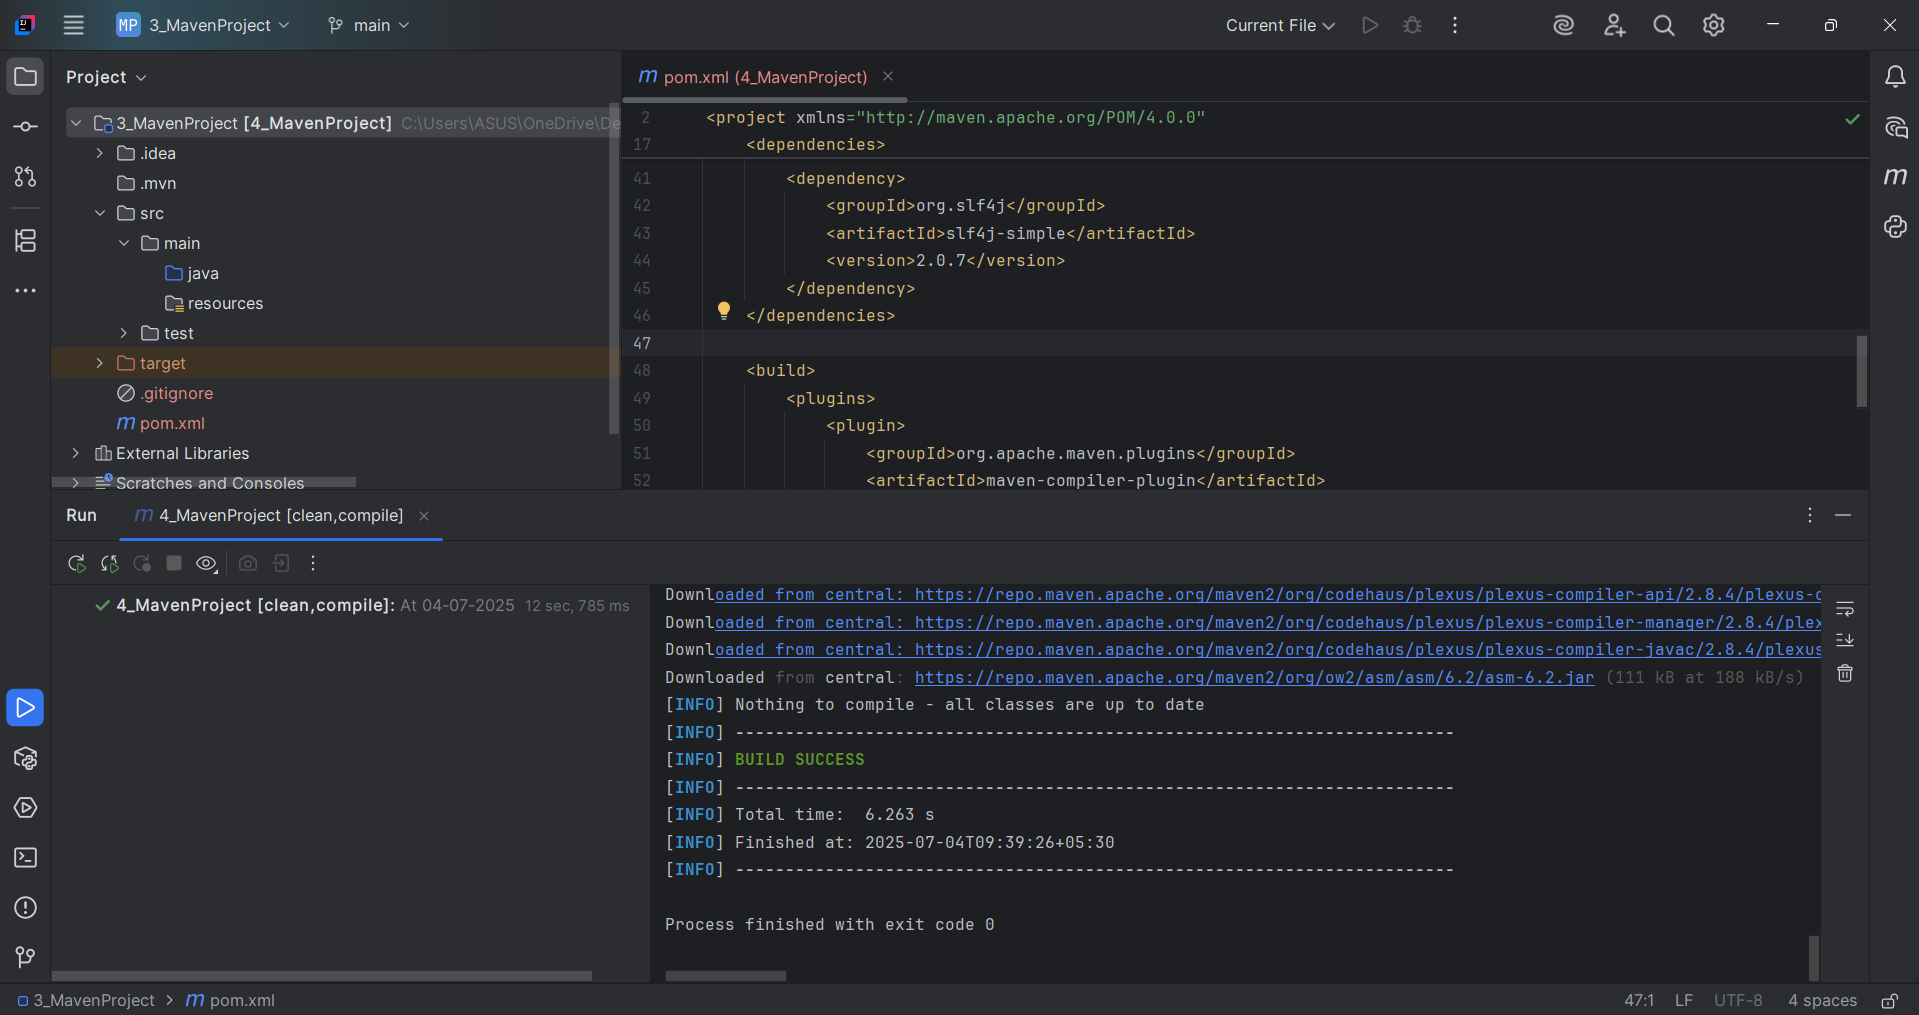 MP 3_MavenProject main Current File
Project
3_MavenProject [4_MavenProject] C:\Users\ASUS\OneDrive\De
.idea
.mvn
src
main
java
resources
test
target
.gitignore
m pom.xml
External Libraries
Scratches and Consoles
m pom.xml (4_MavenProject)
2 <project xmlns="http://maven.apache.org/POM/4.0.0"
17 <dependencies>
41 <dependency>
42 <groupId>org.slf4j</groupId>
43 <artifactId>slf4j-simple</artifactId>
44 <version>2.0.7</version>
45 </dependency>
46 </dependencies>
47
48 <build>
49 <plugins>
50 <plugin>
51 <groupId>org.apache.maven.plugins</groupId>
52 <artifactId>maven-compiler-plugin</artifactId>
m
Run m 4_MavenProject [clean,compile]
4_MavenProject [clean,compile]: At 04-07-2025 12 sec, 785 ms
Downloaded from central: https://repo.maven.apache.org/maven2/org/codehaus/plexus/plexus-compiler-api/2.8.4/plexus-c
Downloaded from central: https://repo.maven.apache.org/maven2/org/codehaus/plexus/plexus-compiler-manager/2.8.4/plex
Downloaded from central: https://repo.maven.apache.org/maven2/org/codehaus/plexus/plexus-compiler-javac/2.8.4/plexus
Downloaded from central: https://repo.maven.apache.org/maven2/org/ow2/asm/asm/6.2/asm-6.2.jar (111 kB at 188 kB/s)
[INFO] Nothing to compile - all classes are up to date
[INFO] ------------------------------------------------------------------------
[INFO] BUILD SUCCESS
[INFO] ------------------------------------------------------------------------
[INFO] Total time:  6.263 s
[INFO] Finished at: 2025-07-04T09:39:26+05:30
[INFO] ------------------------------------------------------------------------
Process finished with exit code 0
3_MavenProject > m pom.xml 47:1 LF UTF-8 4 spaces